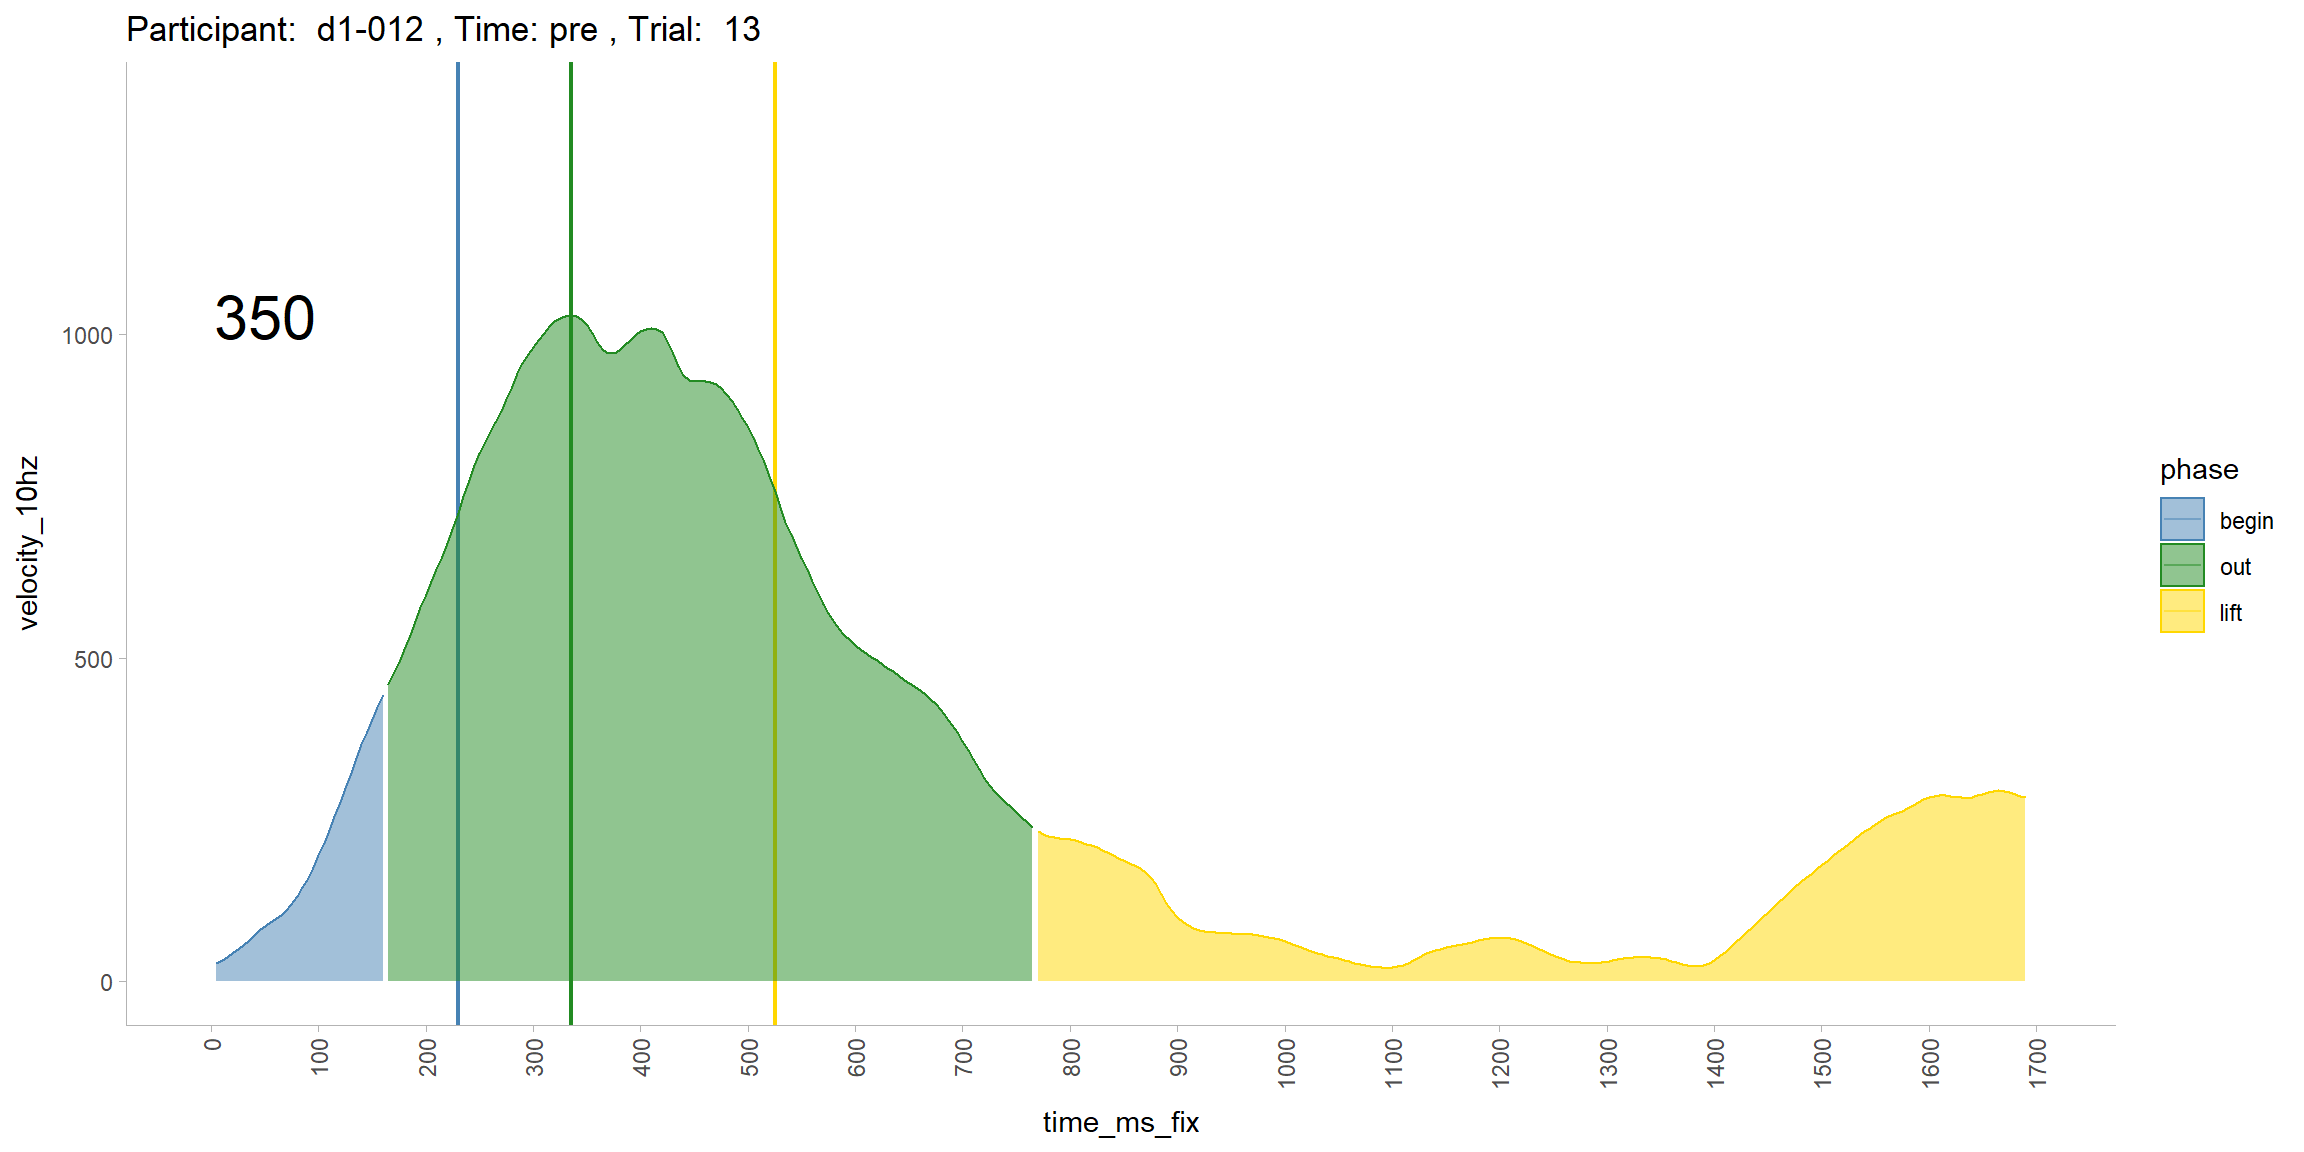 Participant:  d1-012 , Time: pre , Trial:  13
350
1000
500
0
velocity_10hz
0 100 200 300 400 500 600 700 800 900 1000 1100 1200 1300 1400 1500 1600 1700
time_ms_fix
phase
begin
out
lift